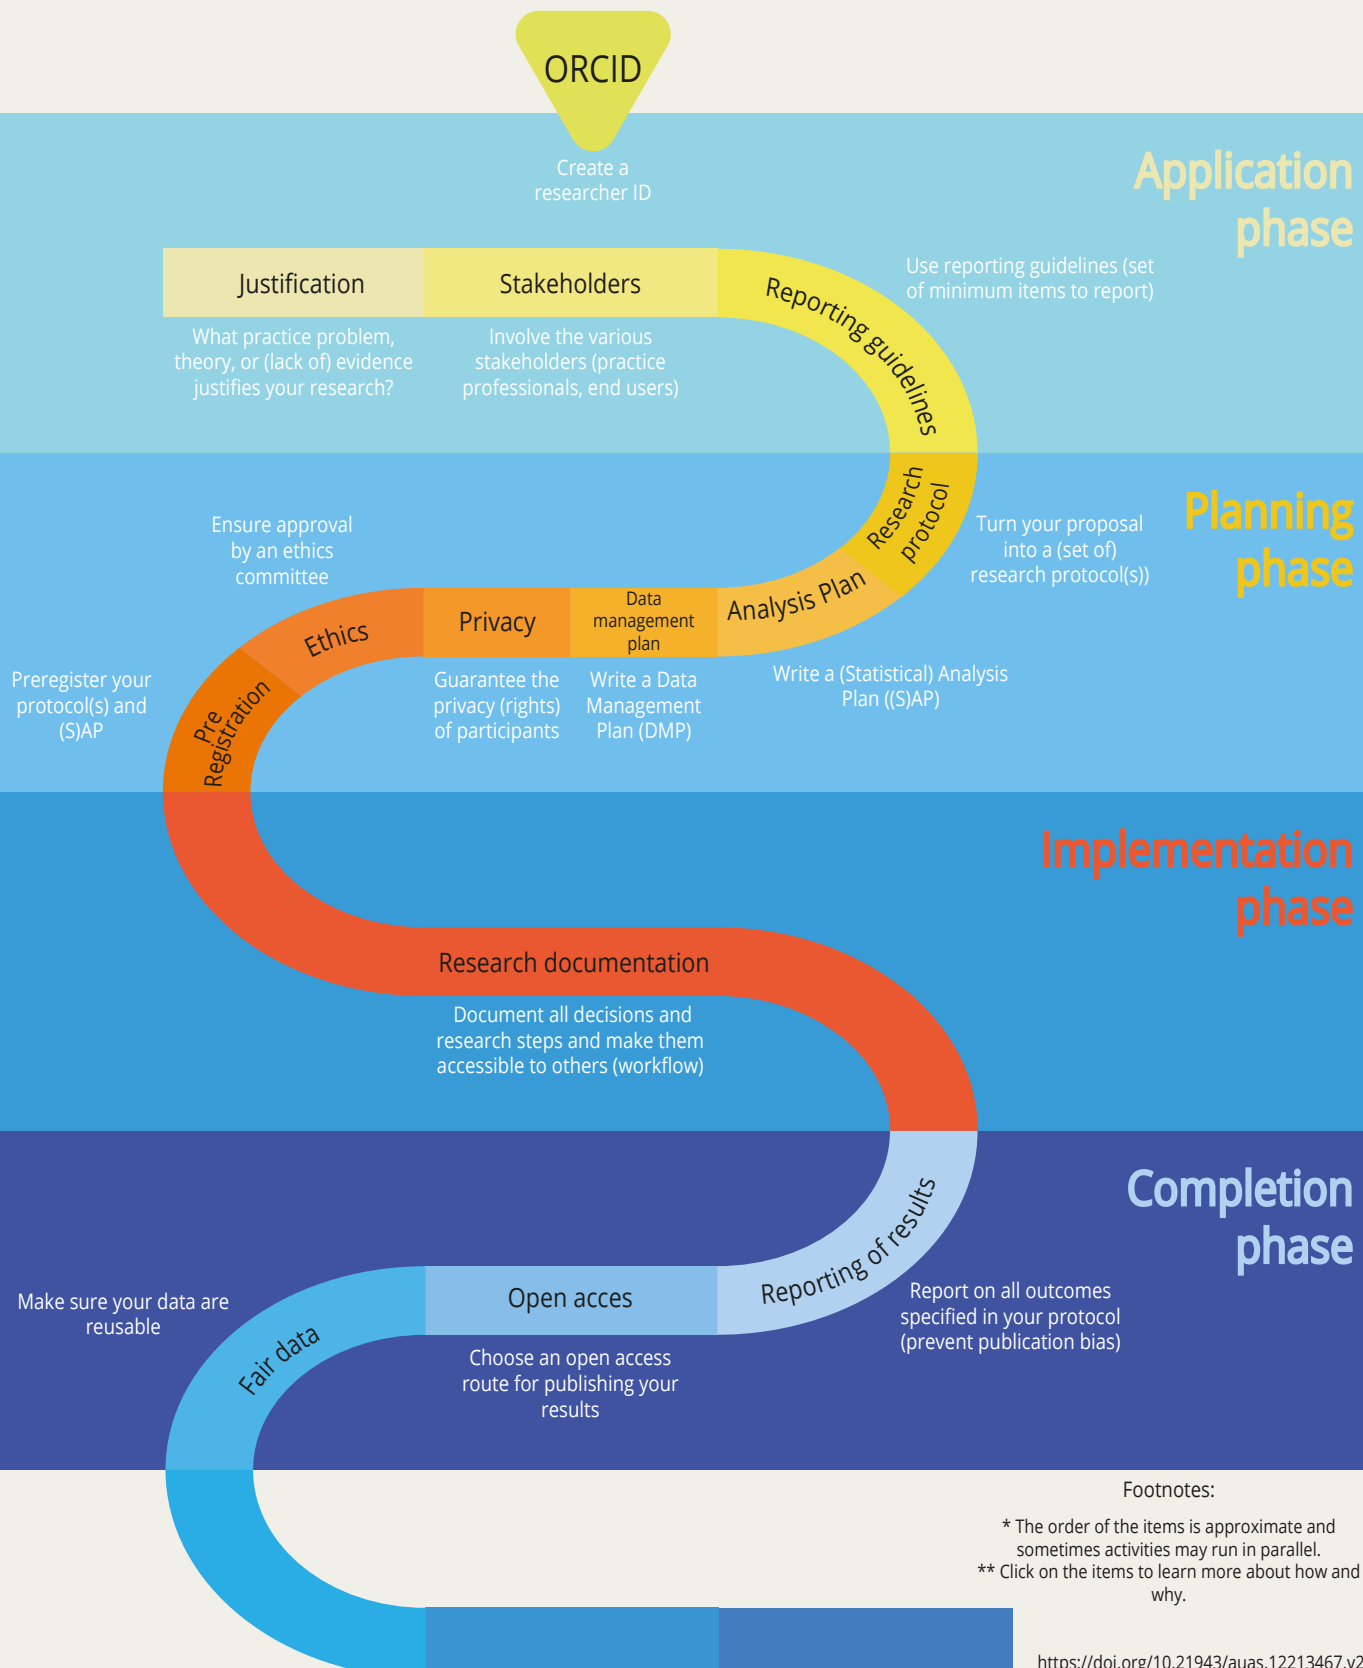 ORCID
Create a
researcher ID
Application
phase
Justification
Stakeholders
Reporting guidelines
Use reporting guidelines (set
of minimum items to report)
What practice problem,
theory, or (lack of) evidence
justifies your research?
Involve the various
stakeholders (practice
professionals, end users)
Planning
phase
Research
protocol
Turn your proposal
into a (set of)
research protocol(s))
Analysis Plan
Write a (Statistical) Analysis
Plan ((S)AP)
Data
management
plan
Write a Data
Management
Plan (DMP)
Privacy
Guarantee the
privacy (rights)
of participants
Ensure approval
by an ethics
committee
Ethics
Preregister your
protocol(s) and
(S)AP
Pre
Registration
Implementation
phase
Research documentation
Document all decisions and
research steps and make them
accessible to others (workflow)
Completion
phase
Reporting of results
Report on all outcomes
specified in your protocol
(prevent publication bias)
Open acces
Choose an open access
route for publishing your
results
Make sure your data are
reusable
Fair data
Footnotes:
* The order of the items is approximate and
sometimes activities may run in parallel.
** Click on the items to learn more about how and
why.
https://doi.org/10.21943/auas.12213467.v2